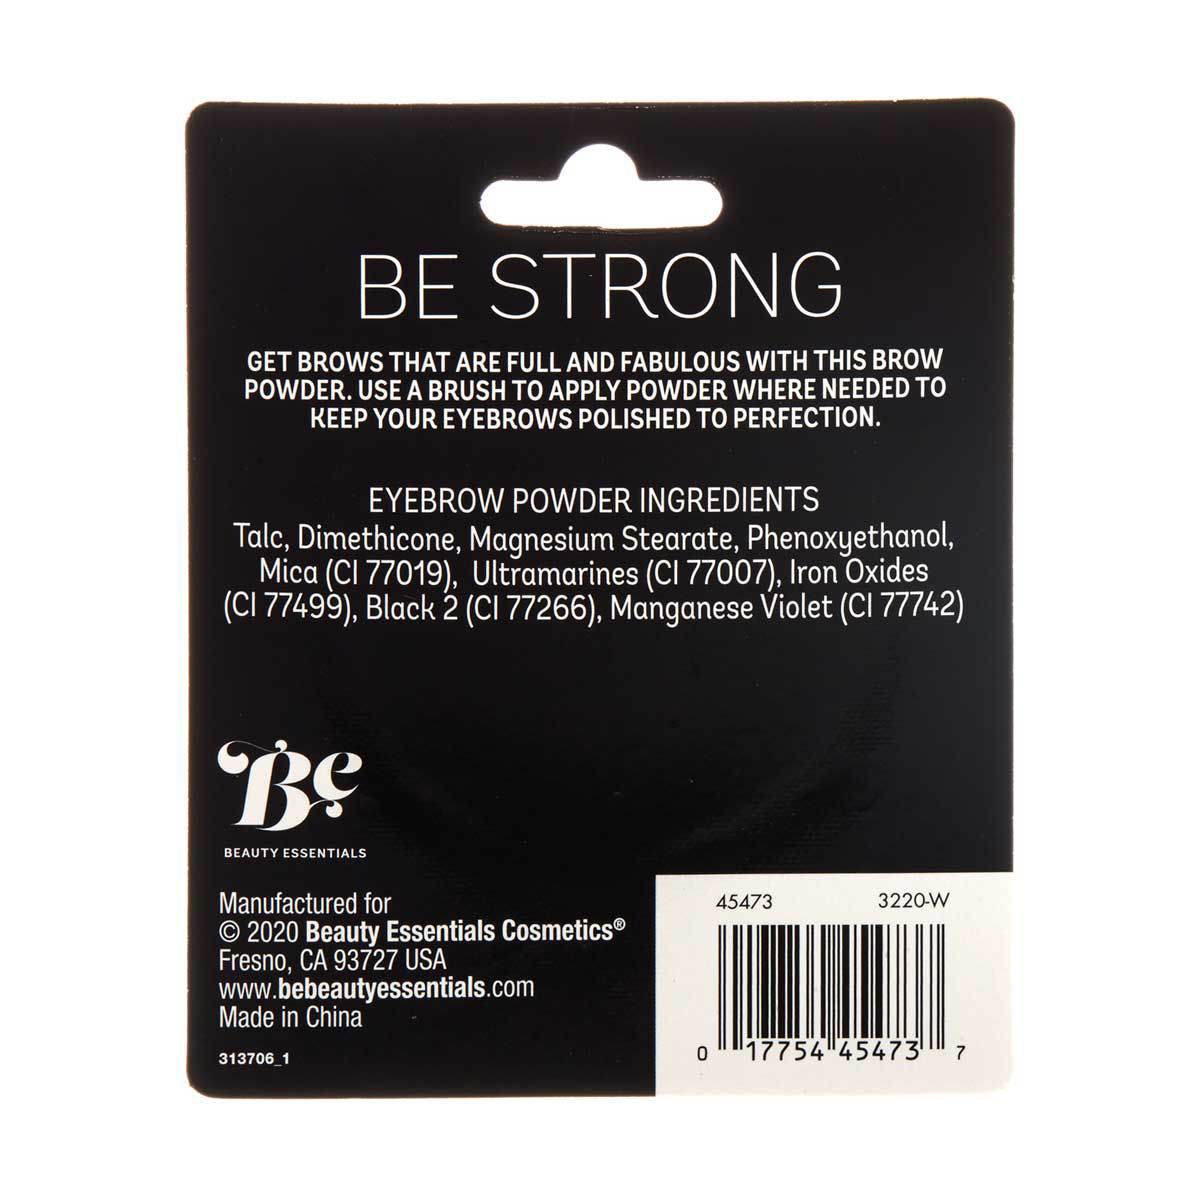 BE STRONG
GET BROWS THAT ARE FULL AND FABULOUS WITH THIS BROW
POWDER. USE A BRUSH TO APPLY POWDER WHERE NEEDED TO
KEEP YOUR EYEBROWS POLISHED TO PERFECTION.
EYEBROW POWDER INGREDIENTS
Talc, Dimethicone, Magnesium Stearate, Phenoxyethanol,
Mica (CI 77019), Ultramarines (CI 77007), Iron Oxides
(CI 77499), Black 2 (CI 77266), Manganese Violet (CI 77742)
Be
BEAUTY ESSENTIALS
Manufactured for
© 2020 Beauty Essentials Cosmetics®
Fresno, CA 93727 USA
www.bebeautyessentials.com
Made in China
313706_1
45473 3220-W
0 17754 45473 7